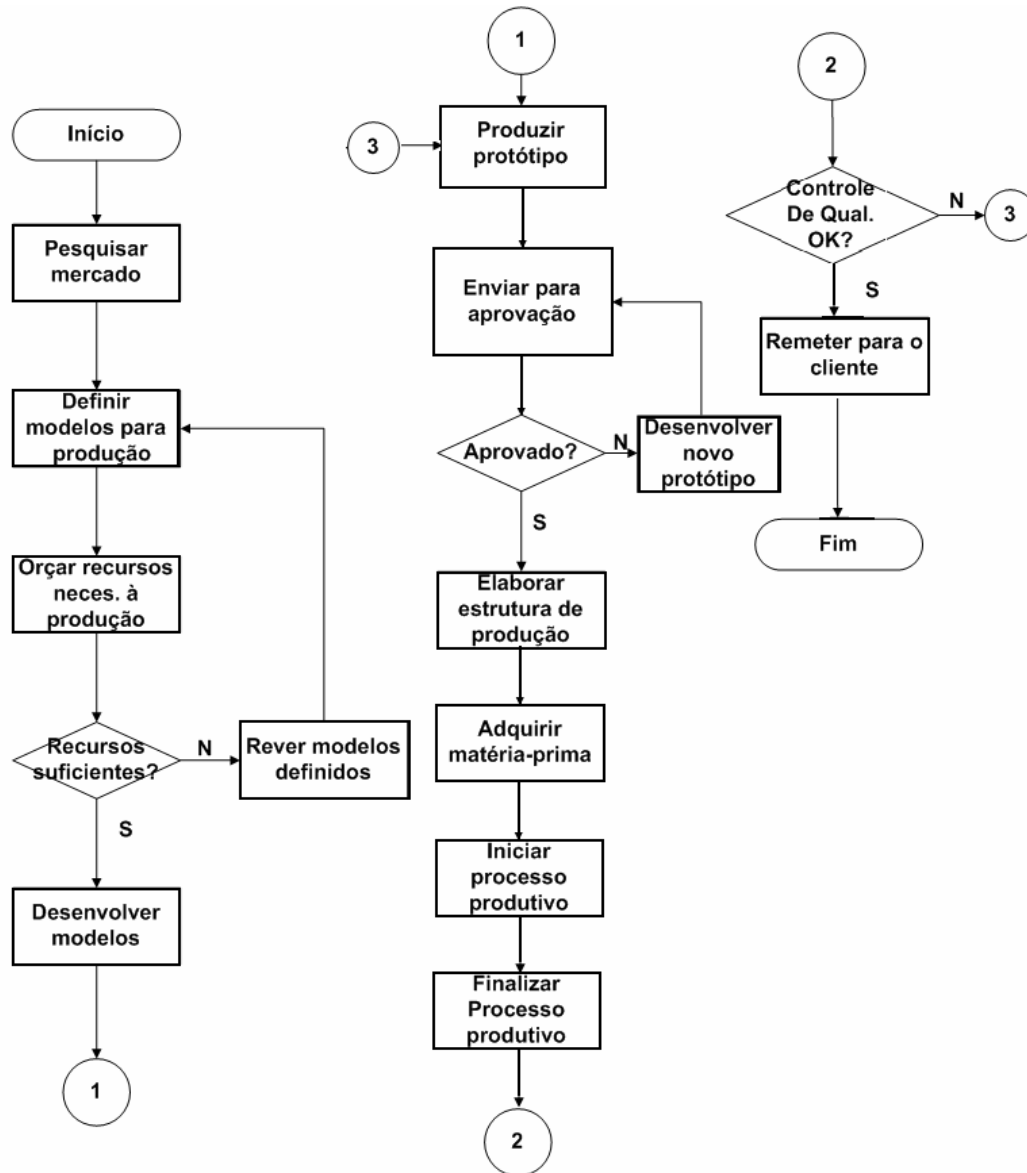 Início
Pesquisar
mercado
Definir
modelos para
produção
Orçar recursos
neces. à
produção
Recursos
suficientes?
N
Rever modelos
definidos
S
Desenvolver
modelos
1
1
3
Produzir
protótipo
Enviar para
aprovação
Aprovado?
N
Desenvolver
novo
protótipo
S
Elaborar
estrutura de
produção
Adquirir
matéria-prima
Iniciar
processo
produtivo
Finalizar
Processo
produtivo
2
2
Controle
De Qual.
OK?
N
3
S
Remeter para o
cliente
Fim